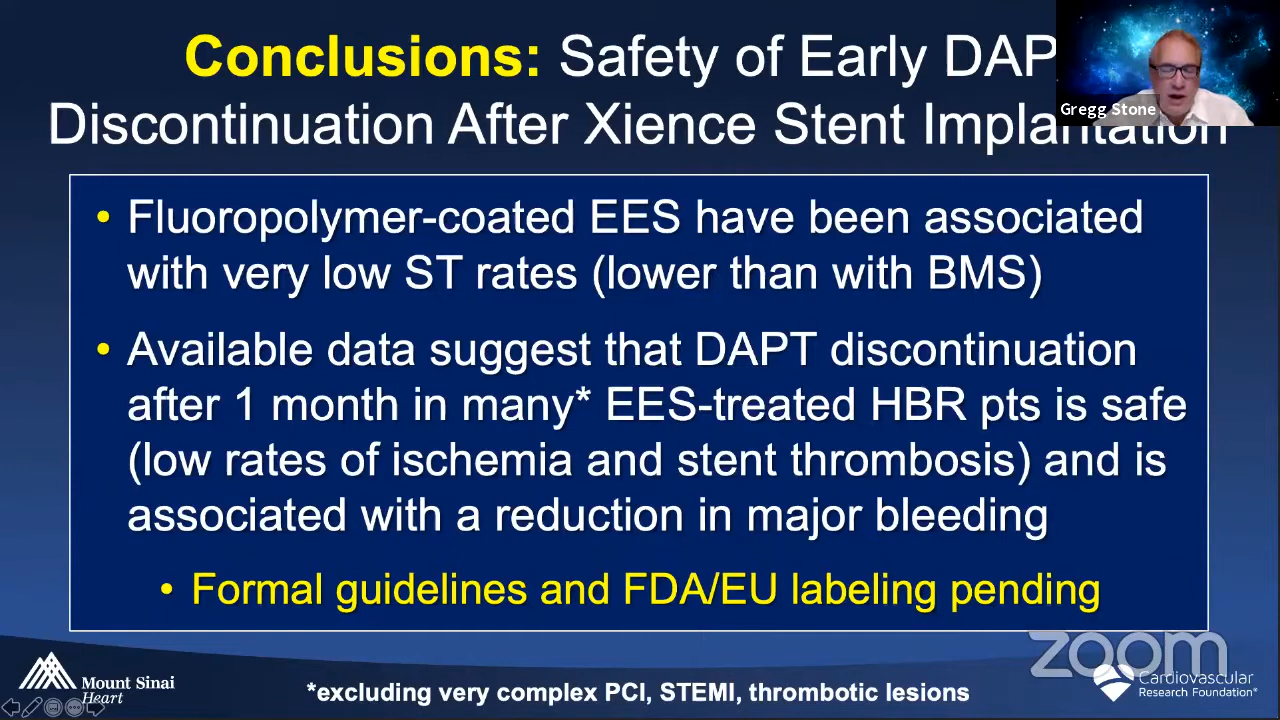 Conclusions: Safety of Early DAP
Discontinuation After Xience Stent Implantation
Gregg Stone
• Fluoropolymer-coated EES have been associated
with very low ST rates (lower than with BMS)
• Available data suggest that DAPT discontinuation
after 1 month in many* EES-treated HBR pts is safe
(low rates of ischemia and stent thrombosis) and is
associated with a reduction in major bleeding
• Formal guidelines and FDA/EU labeling pending
zoom
Mount Sinai
Heart
*excluding very complex PCI, STEMI, thrombotic lesions
Cardiovascular
Research Foundation®